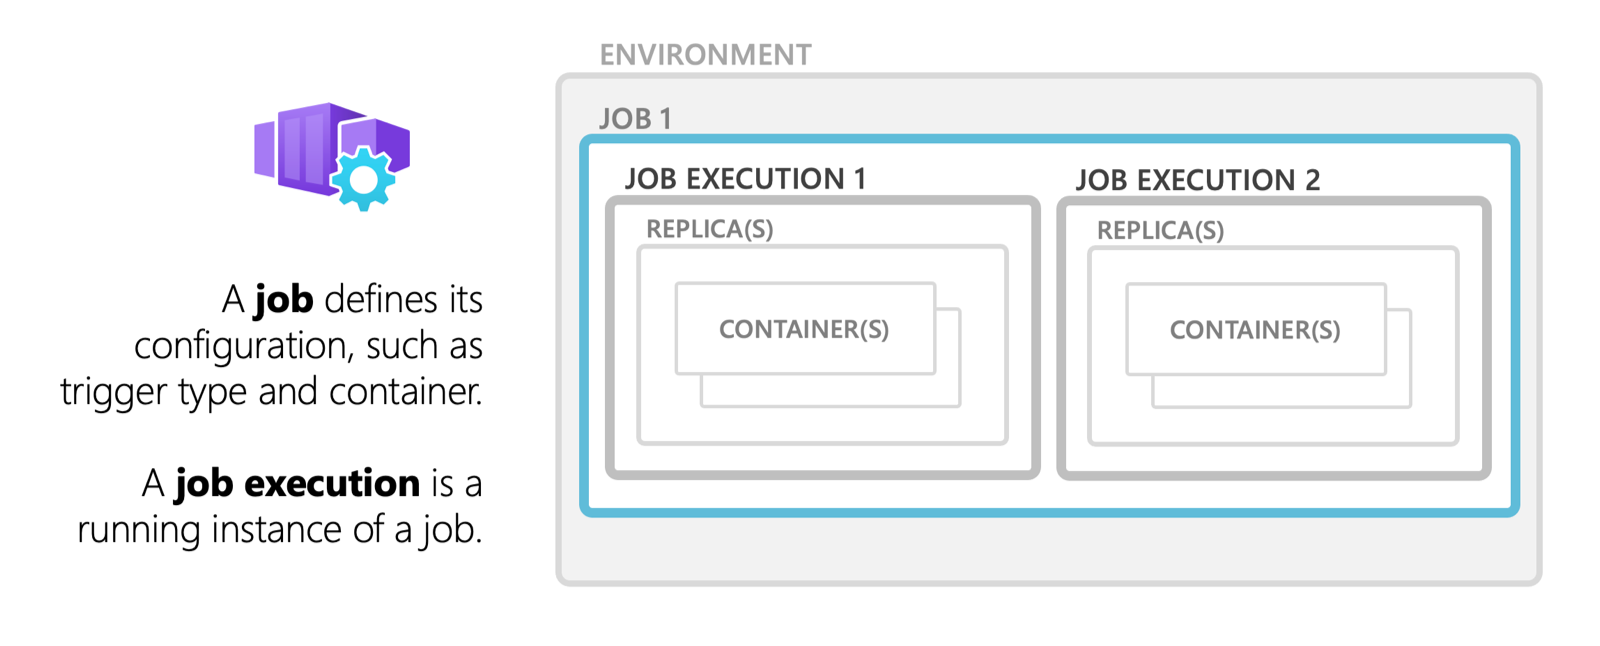 A job defines its
configuration, such as
trigger type and container.
A job execution is a
running instance of a job.
ENVIRONMENT
JOB 1
JOB EXECUTION 1
REPLICA(S)
CONTAINER(S)
JOB EXECUTION 2
REPLICA(S)
CONTAINER(S)